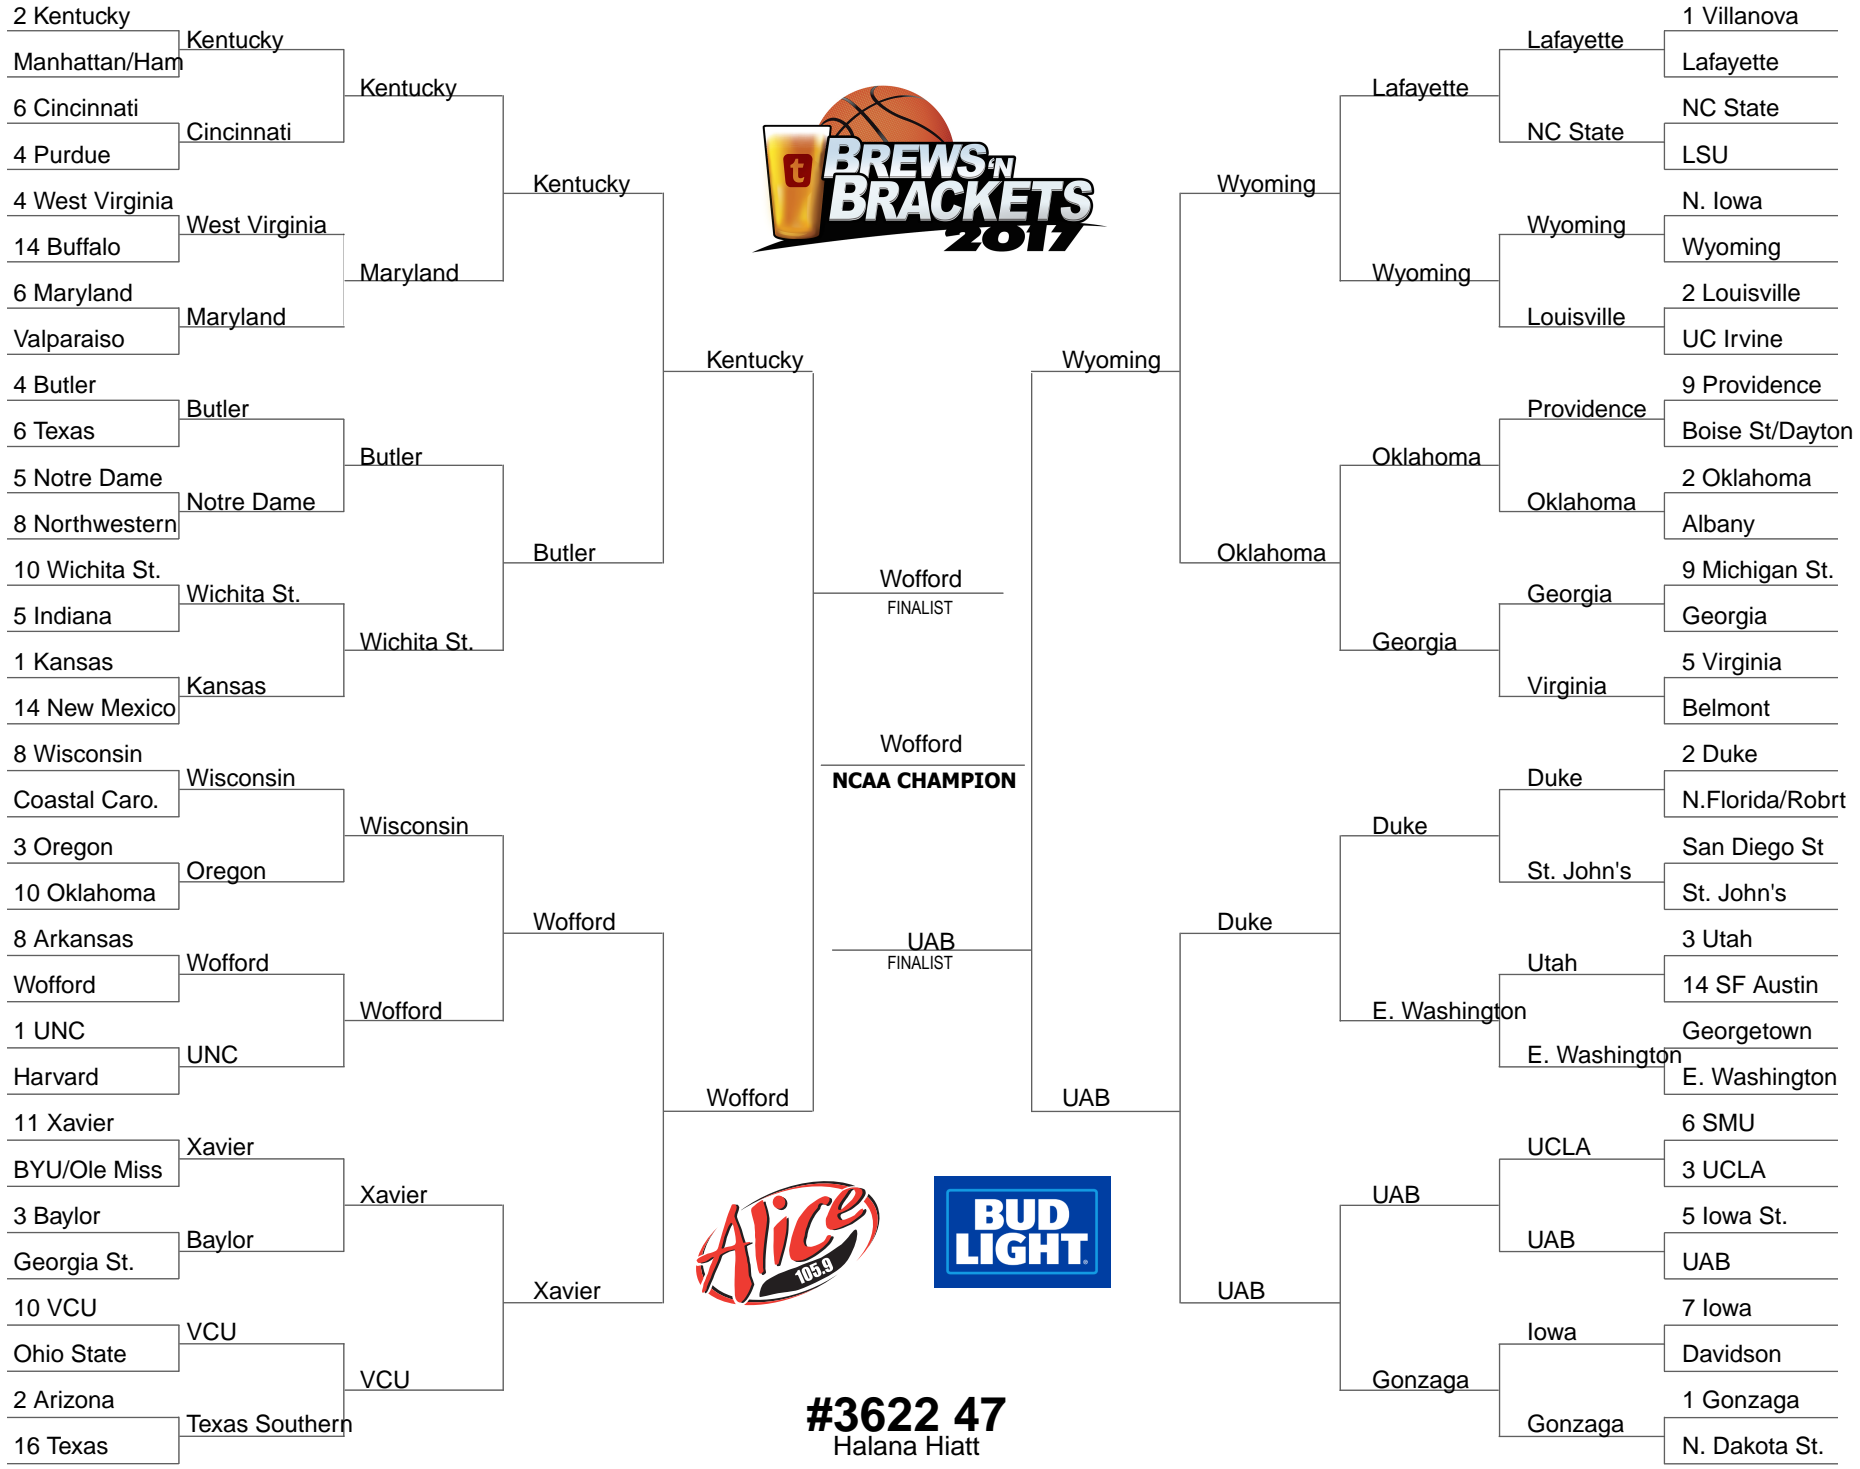 2 Kentucky
Manhattan/Ham
6 Cincinnati
4 Purdue
4 West Virginia
14 Buffalo
6 Maryland
Valparaiso
4 Butler
6 Texas
5 Notre Dame
8 Northwestern
10 Wichita St.
5 Indiana
1 Kansas
14 New Mexico
8 Wisconsin
Coastal Caro.
3 Oregon
10 Oklahoma
8 Arkansas
Wofford
1 UNC
Harvard
11 Xavier
BYU/Ole Miss
3 Baylor
Georgia St.
10 VCU
Ohio State
2 Arizona
16 Texas
Kentucky
Cincinnati
West Virginia
Maryland
Butler
Notre Dame
Wichita St.
Kansas
Wisconsin
Oregon
Wofford
UNC
Xavier
Baylor
VCU
Texas Southern
Kentucky
Maryland
Butler
Wichita St.
Wisconsin
Wofford
Xavier
VCU
Kentucky
Butler
Wofford
Xavier
Kentucky
Wofford
t
BREWS 'N
BRACKETS
2017
Wofford
FINALIST
Wofford
NCAA CHAMPION
UAB
FINALIST
Alice
105.9
BUD
LIGHT
#3622 47
Halana Hiatt
Wyoming
UAB
Wyoming
Oklahoma
Duke
UAB
Lafayette
Wyoming
Oklahoma
Georgia
Duke
E. Washington
UAB
Gonzaga
Lafayette
NC State
Wyoming
Louisville
Providence
Oklahoma
Georgia
Virginia
Duke
St. John's
Utah
E. Washington
UCLA
UAB
Iowa
Gonzaga
1 Villanova
Lafayette
NC State
LSU
N. Iowa
Wyoming
2 Louisville
UC Irvine
9 Providence
Boise St/Dayton
2 Oklahoma
Albany
9 Michigan St.
Georgia
5 Virginia
Belmont
2 Duke
N.Florida/Robrt
San Diego St
St. John's
3 Utah
14 SF Austin
Georgetown
E. Washington
6 SMU
3 UCLA
5 Iowa St.
UAB
7 Iowa
Davidson
1 Gonzaga
N. Dakota St.